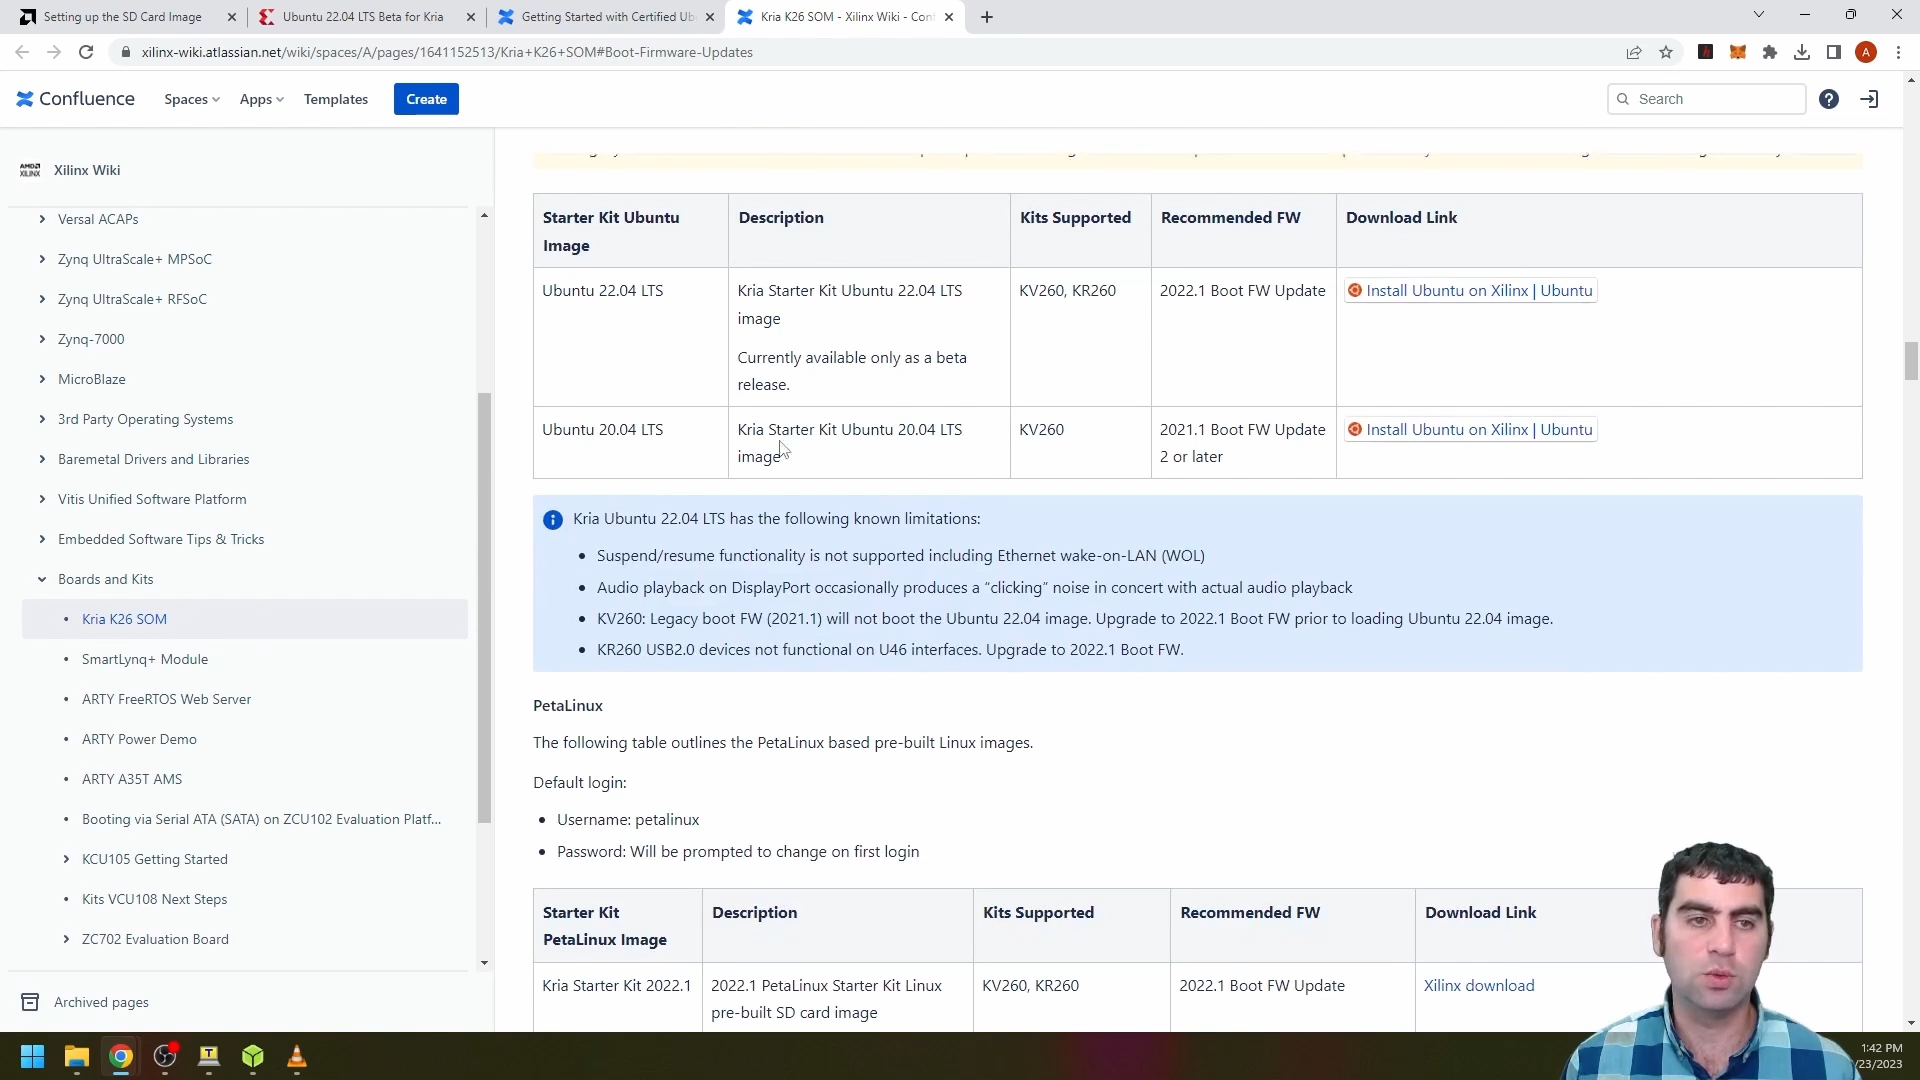 Setting up the SD Card Image
Ubuntu 22.04 LTS Beta for Kria
Getting Started with Certified Ub
Kria K26 SOM - Xilinx Wiki - Con
xilinx-wiki.atlassian.net/wiki/spaces/A/pages/1641152513/Kria+K26+SOM#Boot-Firmware-Updates
A
Confluence
Spaces
Apps
Templates
Create
Search
AMD
XILINX
Xilinx Wiki
Versal ACAPs
Zynq UltraScale+ MPSoC
Zynq UltraScale+ RFSoC
Zynq-7000
MicroBlaze
3rd Party Operating Systems
Baremetal Drivers and Libraries
Vitis Unified Software Platform
Embedded Software Tips & Tricks
Boards and Kits
Kria K26 SOM
SmartLynq+ Module
ARTY FreeRTOS Web Server
ARTY Power Demo
ARTY A35T AMS
Booting via Serial ATA (SATA) on ZCU102 Evaluation Platf...
KCU105 Getting Started
Kits VCU108 Next Steps
ZC702 Evaluation Board
Archived pages
Starter Kit Ubuntu
Image
Description
Kits Supported
Recommended FW
Download Link
Ubuntu 22.04 LTS
Kria Starter Kit Ubuntu 22.04 LTS
image
Currently available only as a beta
release.
KV260, KR260
2022.1 Boot FW Update
Install Ubuntu on Xilinx | Ubuntu
Ubuntu 20.04 LTS
Kria Starter Kit Ubuntu 20.04 LTS
image
KV260
2021.1 Boot FW Update
2 or later
Install Ubuntu on Xilinx | Ubuntu
Kria Ubuntu 22.04 LTS has the following known limitations:
• Suspend/resume functionality is not supported including Ethernet wake-on-LAN (WOL)
• Audio playback on DisplayPort occasionally produces a “clicking” noise in concert with actual audio playback
• KV260: Legacy boot FW (2021.1) will not boot the Ubuntu 22.04 image. Upgrade to 2022.1 Boot FW prior to loading Ubuntu 22.04 image.
• KR260 USB2.0 devices not functional on U46 interfaces. Upgrade to 2022.1 Boot FW.
PetaLinux
The following table outlines the PetaLinux based pre-built Linux images.
Default login:
• Username: petalinux
• Password: Will be prompted to change on first login
Starter Kit
PetaLinux Image
Description
Kits Supported
Recommended FW
Download Link
Kria Starter Kit 2022.1
2022.1 PetaLinux Starter Kit Linux
pre-built SD card image
KV260, KR260
2022.1 Boot FW Update
Xilinx download
1:42 PM
/23/2023